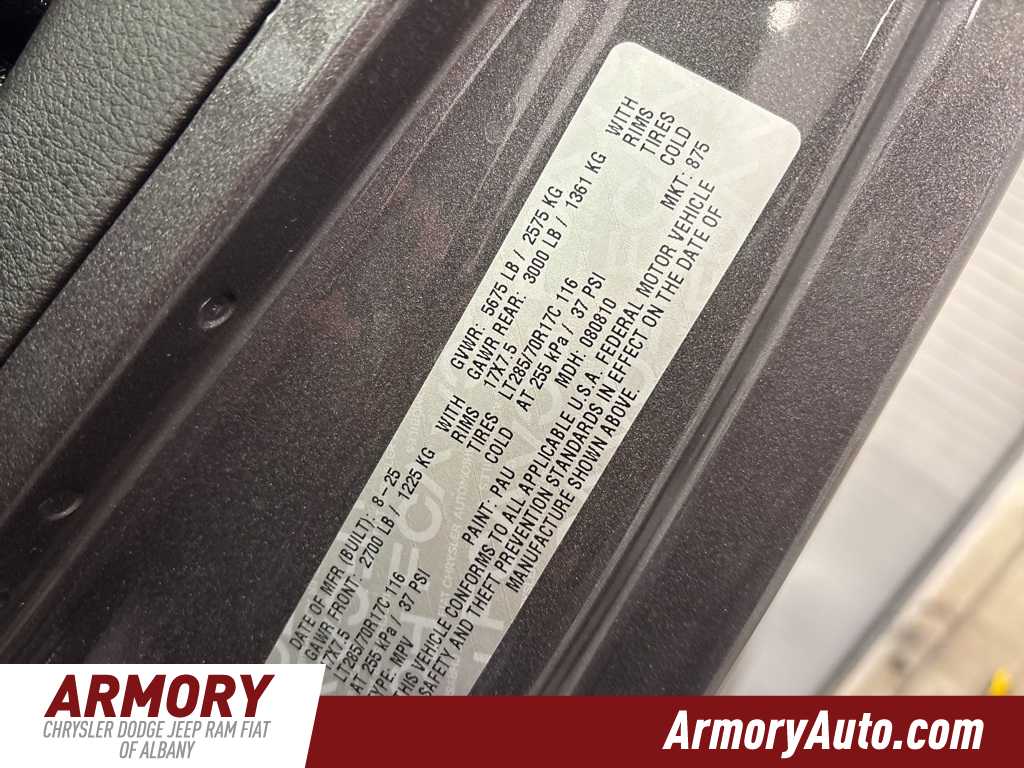 DATE OF MFR (BUILT): 8-25 GVWR: 5675 LB / 2575 KG
GAWR FRONT: 2700 LB / 1225 KG WITH GAWR REAR: 3000 LB / 1361 KG WITH
17X7.5 RIMS 17X7.5 RIMS
LT285/70R17C 116 TIRES LT285/70R17C 116 TIRES
AT 255 kPa / 37 PSI COLD AT 255 kPa / 37 PSI COLD
TYPE: MPV PAINT: PAU MDH: 080810 MKT: 875
THIS VEHICLE CONFORMS TO ALL APPLICABLE U.S.A. FEDERAL MOTOR VEHICLE
SAFETY AND THEFT PREVENTION STANDARDS IN EFFECT ON THE DATE OF
MANUFACTURE SHOWN ABOVE.
ARMORY
CHRYSLER DODGE JEEP RAM FIAT
OF ALBANY
ArmoryAuto.com